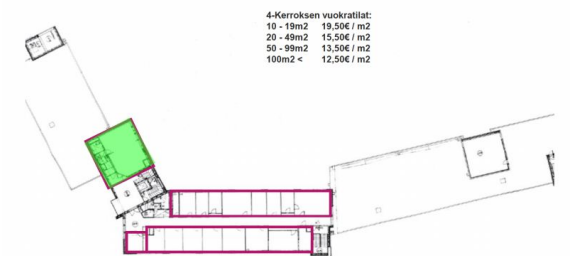 4-Kerroksen vuokratilat:
10 - 19m2 19,50€ / m2
20 - 49m2 15,50€ / m2
50 - 99m2 13,50€ / m2
100m2 < 12,50€ / m2